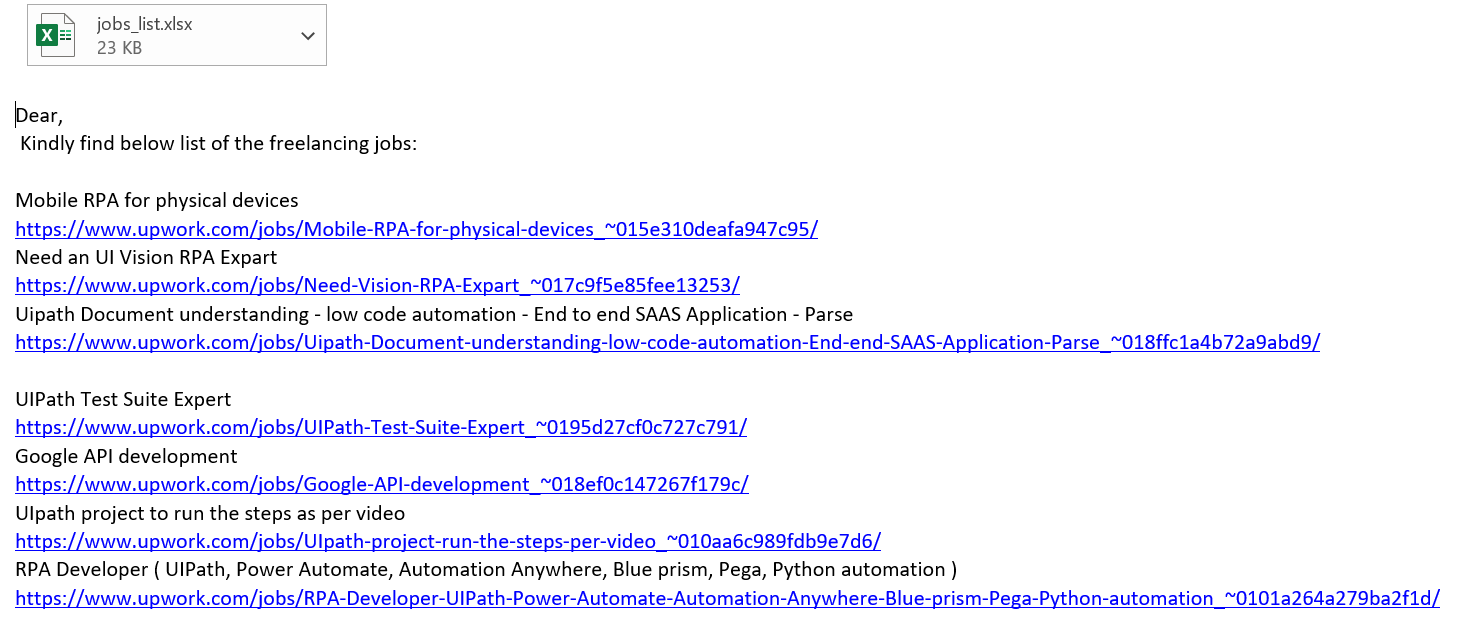 jobs_list.xlsx
23 KB
Dear,
Kindly find below list of the freelancing jobs:
Mobile RPA for physical devices
https://www.upwork.com/jobs/Mobile-RPA-for-physical-devices_~015e310deafa947c95/
Need an UI Vision RPA Expart
https://www.upwork.com/jobs/Need-Vision-RPA-Expart_~017c9f5e85fee13253/
Uipath Document understanding - low code automation - End to end SAAS Application - Parse
https://www.upwork.com/jobs/Uipath-Document-understanding-low-code-automation-End-end-SAAS-Application-Parse_~018ffc1a4b72a9abd9/
UIPath Test Suite Expert
https://www.upwork.com/jobs/UIPath-Test-Suite-Expert_~0195d27cf0c727c791/
Google API development
https://www.upwork.com/jobs/Google-API-development_~018ef0c147267f179c/
UIpath project to run the steps as per video
https://www.upwork.com/jobs/UIpath-project-run-the-steps-per-video_~010aa6c989fdb9e7d6/
RPA Developer ( UIPath, Power Automate, Automation Anywhere, Blue prism, Pega, Python automation )
https://www.upwork.com/jobs/RPA-Developer-UIPath-Power-Automate-Automation-Anywhere-Blue-prism-Pega-Python-automation_~0101a264a279ba2f1d/